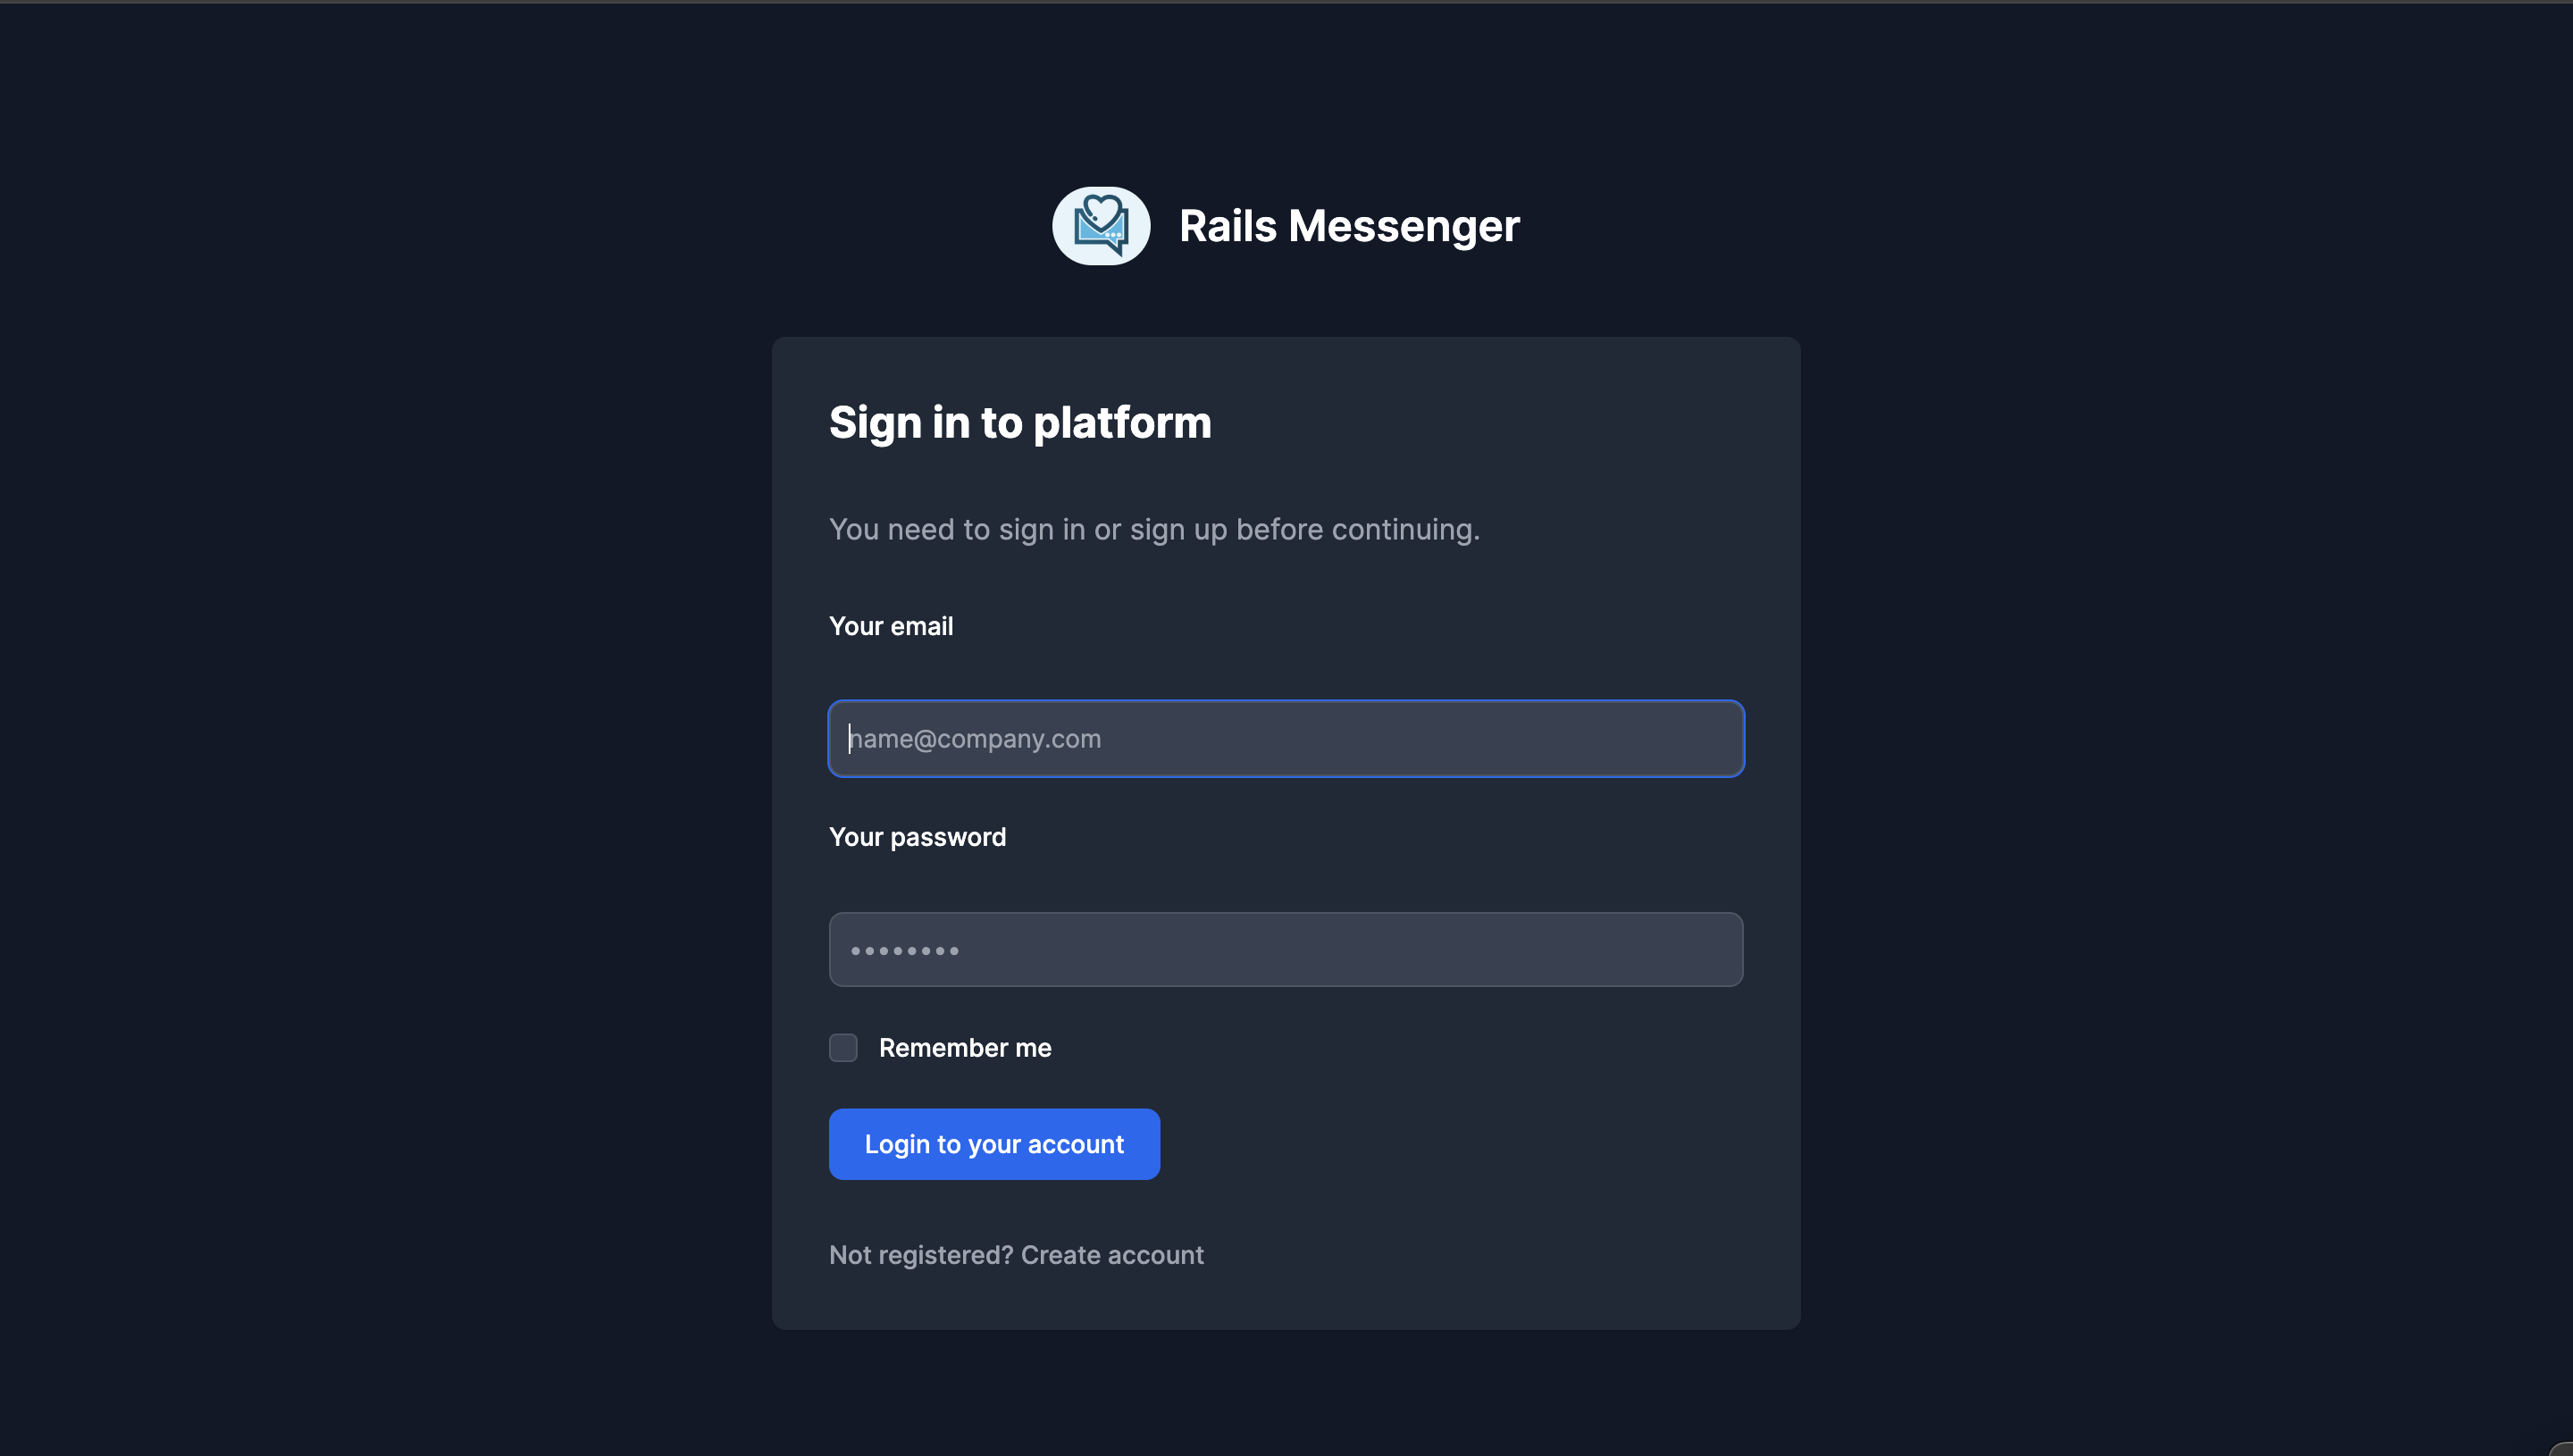 Rails Messenger
Sign in to platform
You need to sign in or sign up before continuing.
Your email
name@company.com
Your password
••••••••
Remember me
Login to your account
Not registered? Create account